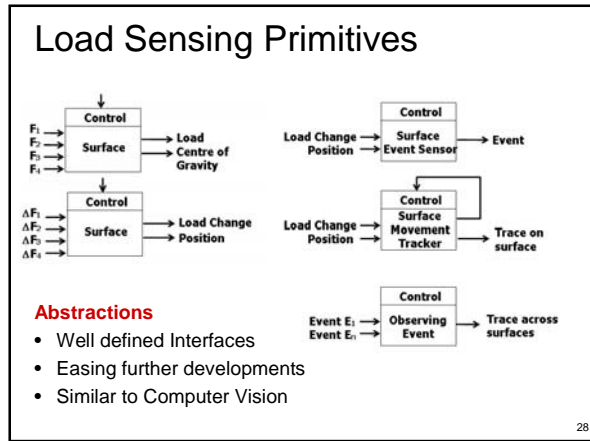 Load Sensing Primitives
Control
F₁
F₂
F₃
F₄
Surface
Load
Centre of
Gravity
Control
ΔF₁
ΔF₂
ΔF₃
ΔF₄
Surface
Load Change
Position
Control
Load Change
Position
Surface
Event Sensor
Event
Control
Load Change
Position
Surface
Movement
Tracker
Trace on
surface
Control
Event E₁
Event Eₙ
Observing
Event
Trace across
surfaces
Abstractions
• Well defined Interfaces
• Easing further developments
• Similar to Computer Vision
28